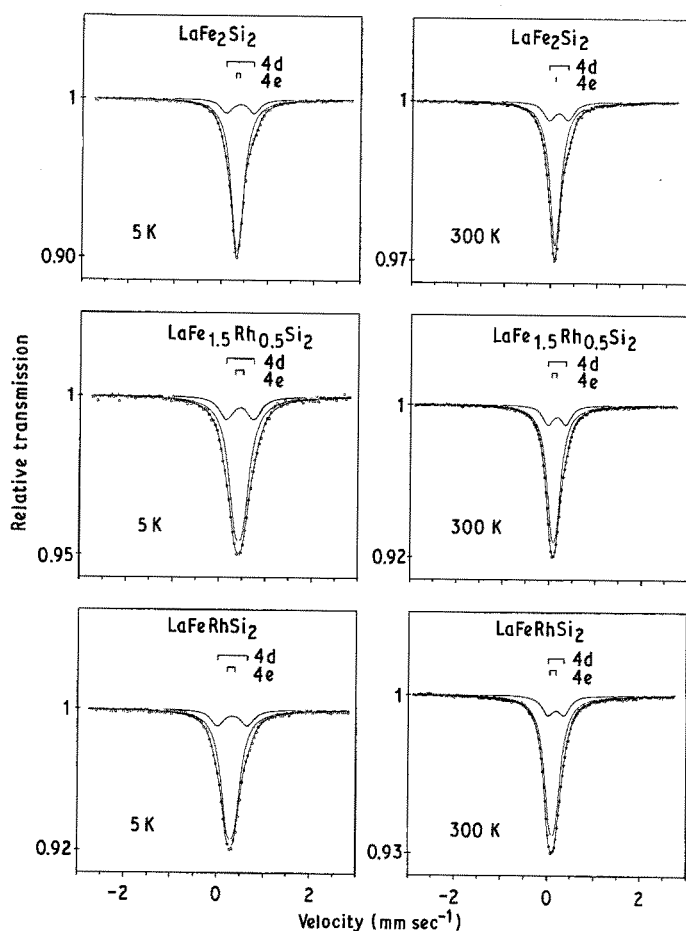 LaFe2Si2
4d
4e
1
5 K
0.90
LaFe2Si2
4d
4e
1
300 K
0.97
LaFe1.5Rh0.5Si2
4d
4e
1
5 K
0.95
LaFe1.5Rh0.5Si2
4d
4e
1
300 K
0.92
LaFeRhSi2
4d
4e
1
5 K
0.92
LaFeRhSi2
4d
4e
1
300 K
0.93
Relative transmission
−2 0 2
−2 0 2
Velocity (mm sec−1)